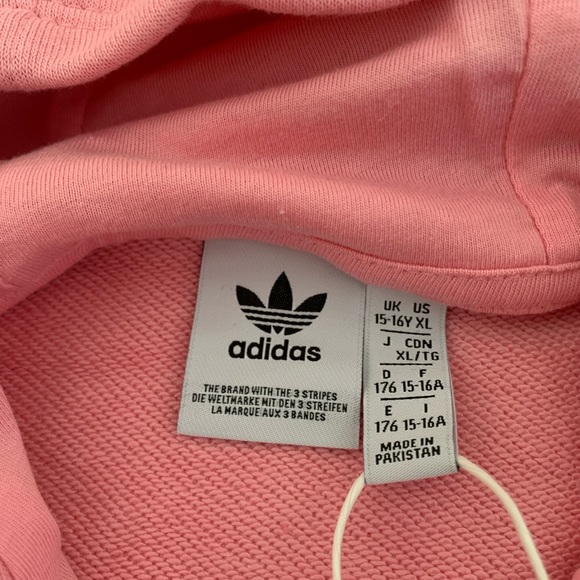 adidas
THE BRAND WITH THE 3 STRIPES
DIE WELTMARKE MIT DEN 3 STREIFEN
LA MARQUE AUX 3 BANDES
UK US
15-16Y XL
J CDN
XL/TG
D F
176 15-16A
E I
176 15-16A
MADE IN
PAKISTAN